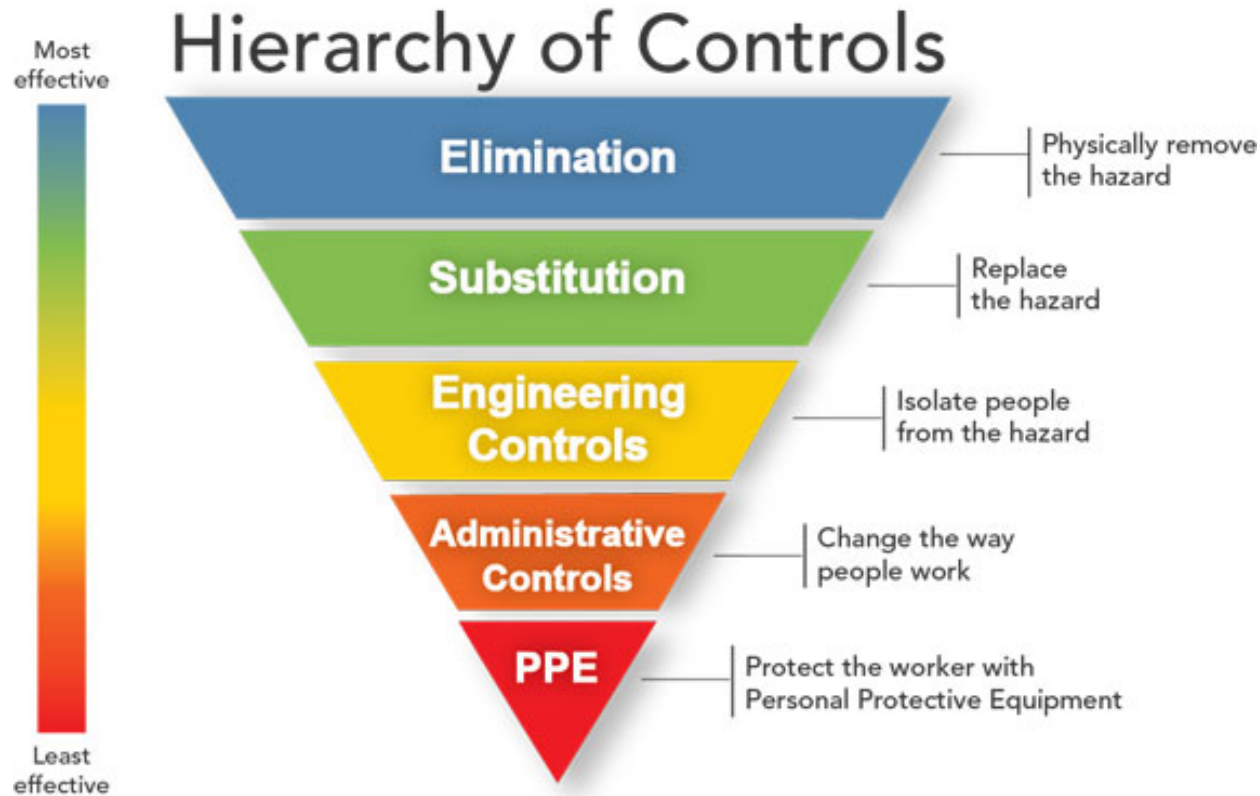 Hierarchy of Controls
Most
effective
Elimination
Physically remove
the hazard
Substitution
Replace
the hazard
Engineering
Controls
Isolate people
from the hazard
Administrative
Controls
Change the way
people work
PPE
Protect the worker with
Personal Protective Equipment
Least
effective